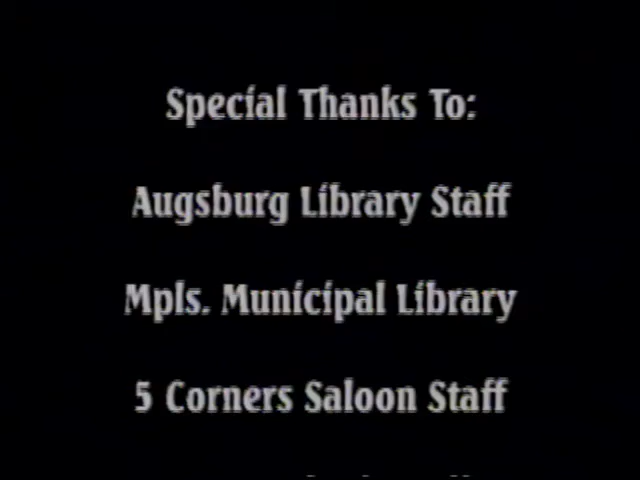 Special Thanks To:
Augsburg Library Staff
Mpls. Municipal Library
5 Corners Saloon Staff